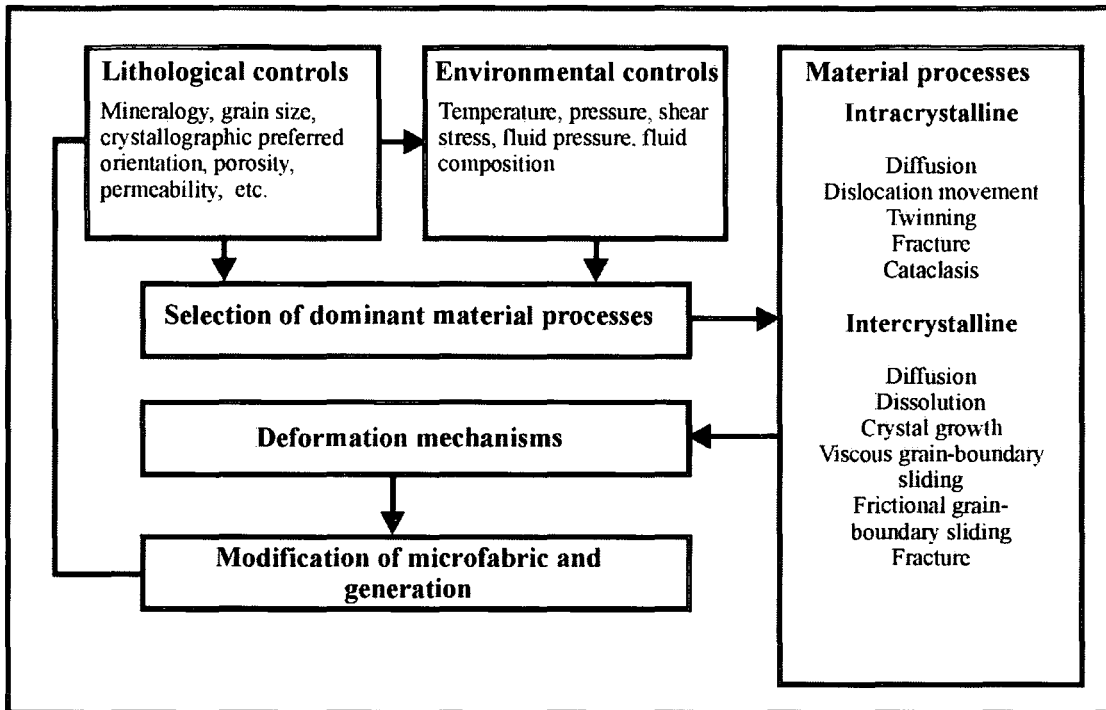 Lithological controls
Mineralogy, grain size,
crystallographic preferred
orientation, porosity,
permeability, etc.
Environmental controls
Temperature, pressure, shear
stress, fluid pressure, fluid
composition
Selection of dominant material processes
Deformation mechanisms
Modification of microfabric and
generation
Material processes
Intracrystalline
Diffusion
Dislocation movement
Twinning
Fracture
Cataclasis
Intercrystalline
Diffusion
Dissolution
Crystal growth
Viscous grain-boundary
sliding
Frictional grain-
boundary sliding
Fracture